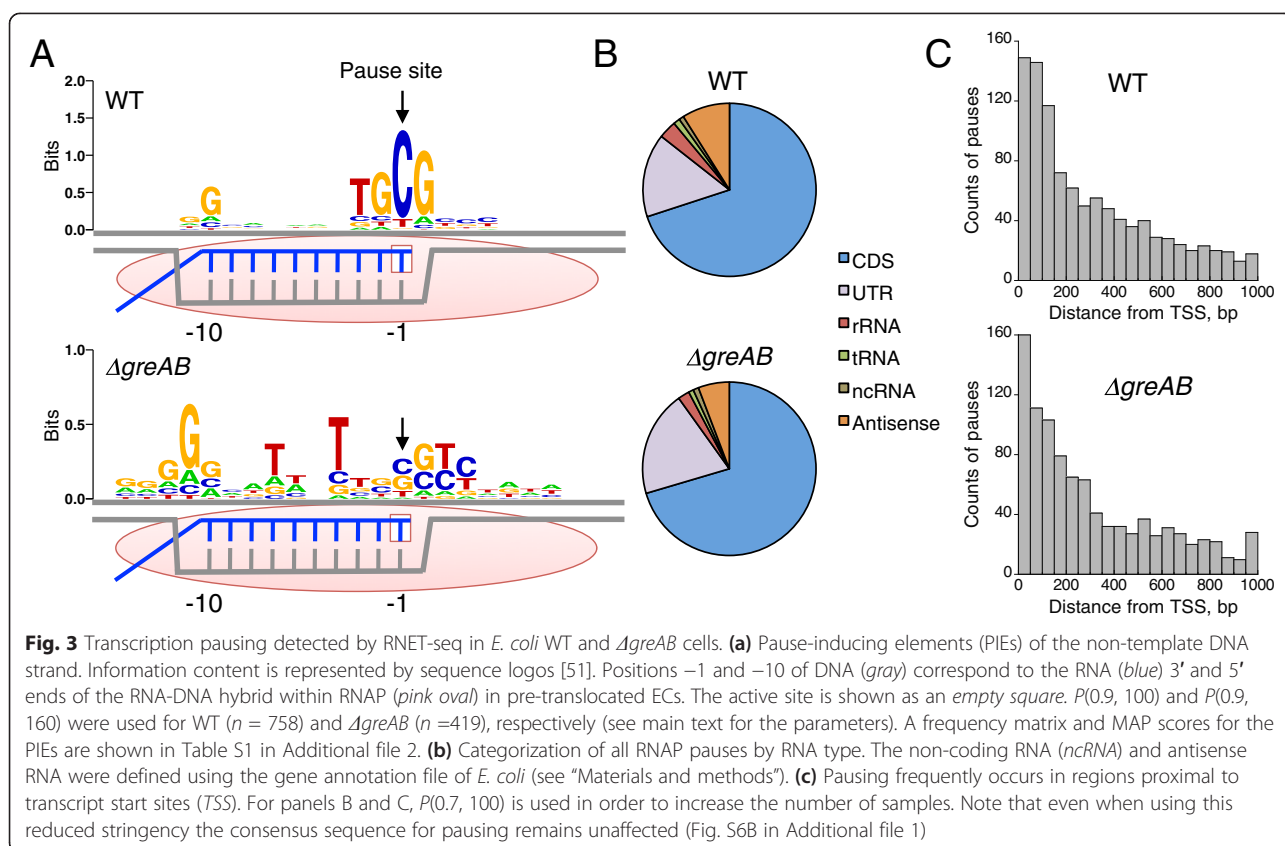 A
WT
2.0
1.5
1.0
0.5
0.0
Bits
Pause site
TGCG
-10
-1
ΔgreAB
1.0
0.5
0.0
Bits
-10
-1
B
WT
ΔgreAB
CDS
UTR
rRNA
tRNA
ncRNA
Antisense
C
WT
160
120
80
40
0
Counts of pauses
0 200 400 600 800 1000
Distance from TSS, bp
ΔgreAB
160
120
80
40
0
Counts of pauses
0 200 400 600 800 1000
Distance from TSS, bp
Fig. 3 Transcription pausing detected by RNET-seq in E. coli WT and ΔgreAB cells. (a) Pause-inducing elements (PIEs) of the non-template DNA
strand. Information content is represented by sequence logos [51]. Positions −1 and −10 of DNA (gray) correspond to the RNA (blue) 3′ and 5′
ends of the RNA-DNA hybrid within RNAP (pink oval) in pre-translocated ECs. The active site is shown as an empty square. P(0.9, 100) and P(0.9,
160) were used for WT (n = 758) and ΔgreAB (n =419), respectively (see main text for the parameters). A frequency matrix and MAP scores for the
PIEs are shown in Table S1 in Additional file 2. (b) Categorization of all RNAP pauses by RNA type. The non-coding RNA (ncRNA) and antisense
RNA were defined using the gene annotation file of E. coli (see “Materials and methods”). (c) Pausing frequently occurs in regions proximal to
transcript start sites (TSS). For panels B and C, P(0.7, 100) is used in order to increase the number of samples. Note that even when using this
reduced stringency the consensus sequence for pausing remains unaffected (Fig. S6B in Additional file 1)